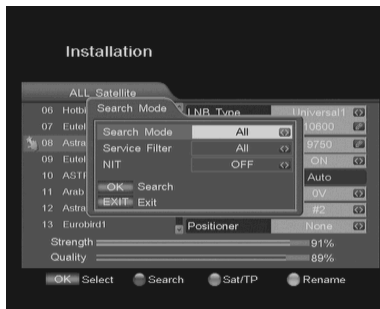 Installation
ALL Satellite
06 Hotbi LNB Type Universal1
07 Eutel 10600
08 Astra 9750
09 Eutel ON
10 ASTF Auto
11 Arab 0V
12 Astra #2
13 Eurobird1 Positioner None
Search Mode
Search Mode All
Service Filter All
NIT OFF
OK Search
EXIT Exit
Strength 91%
Quality 89%
OK Select Search Sat/TP Rename